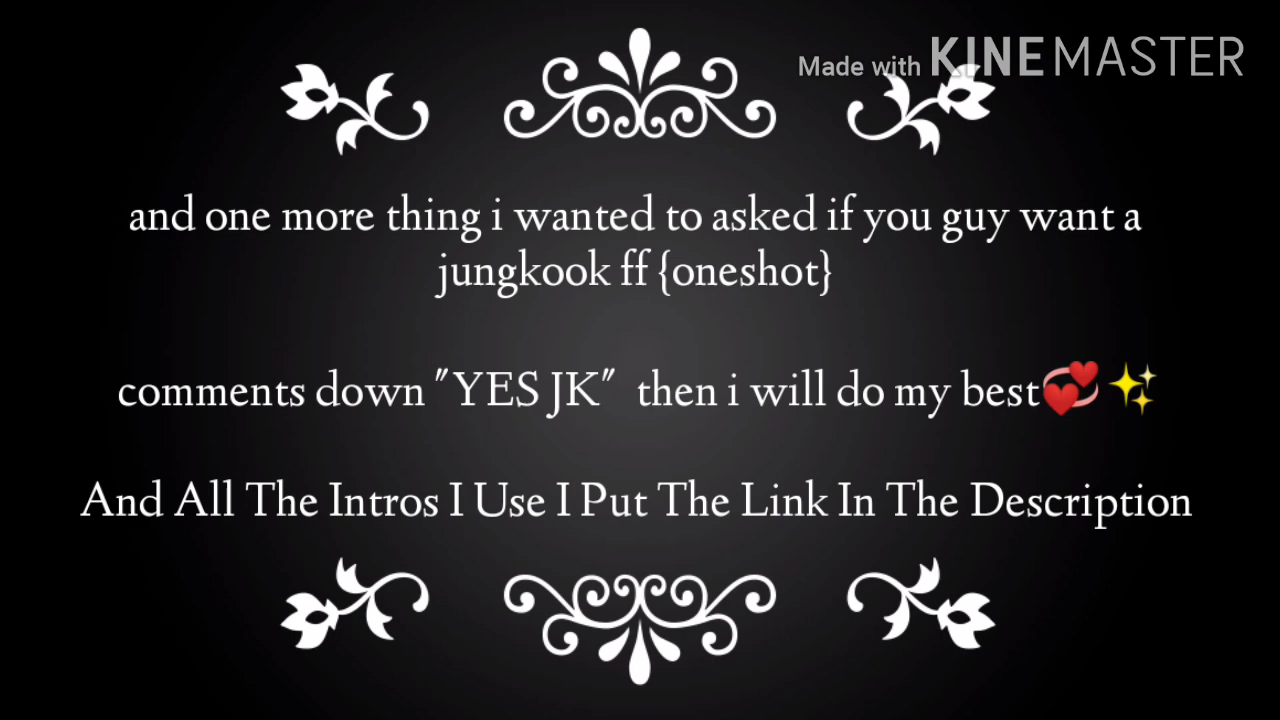 Made with KINEMASTER
and one more thing i wanted to asked if you guy want a
jungkook ff {oneshot}
comments down "YES JK" then i will do my best💞✨
And All The Intros I Use I Put The Link In The Description